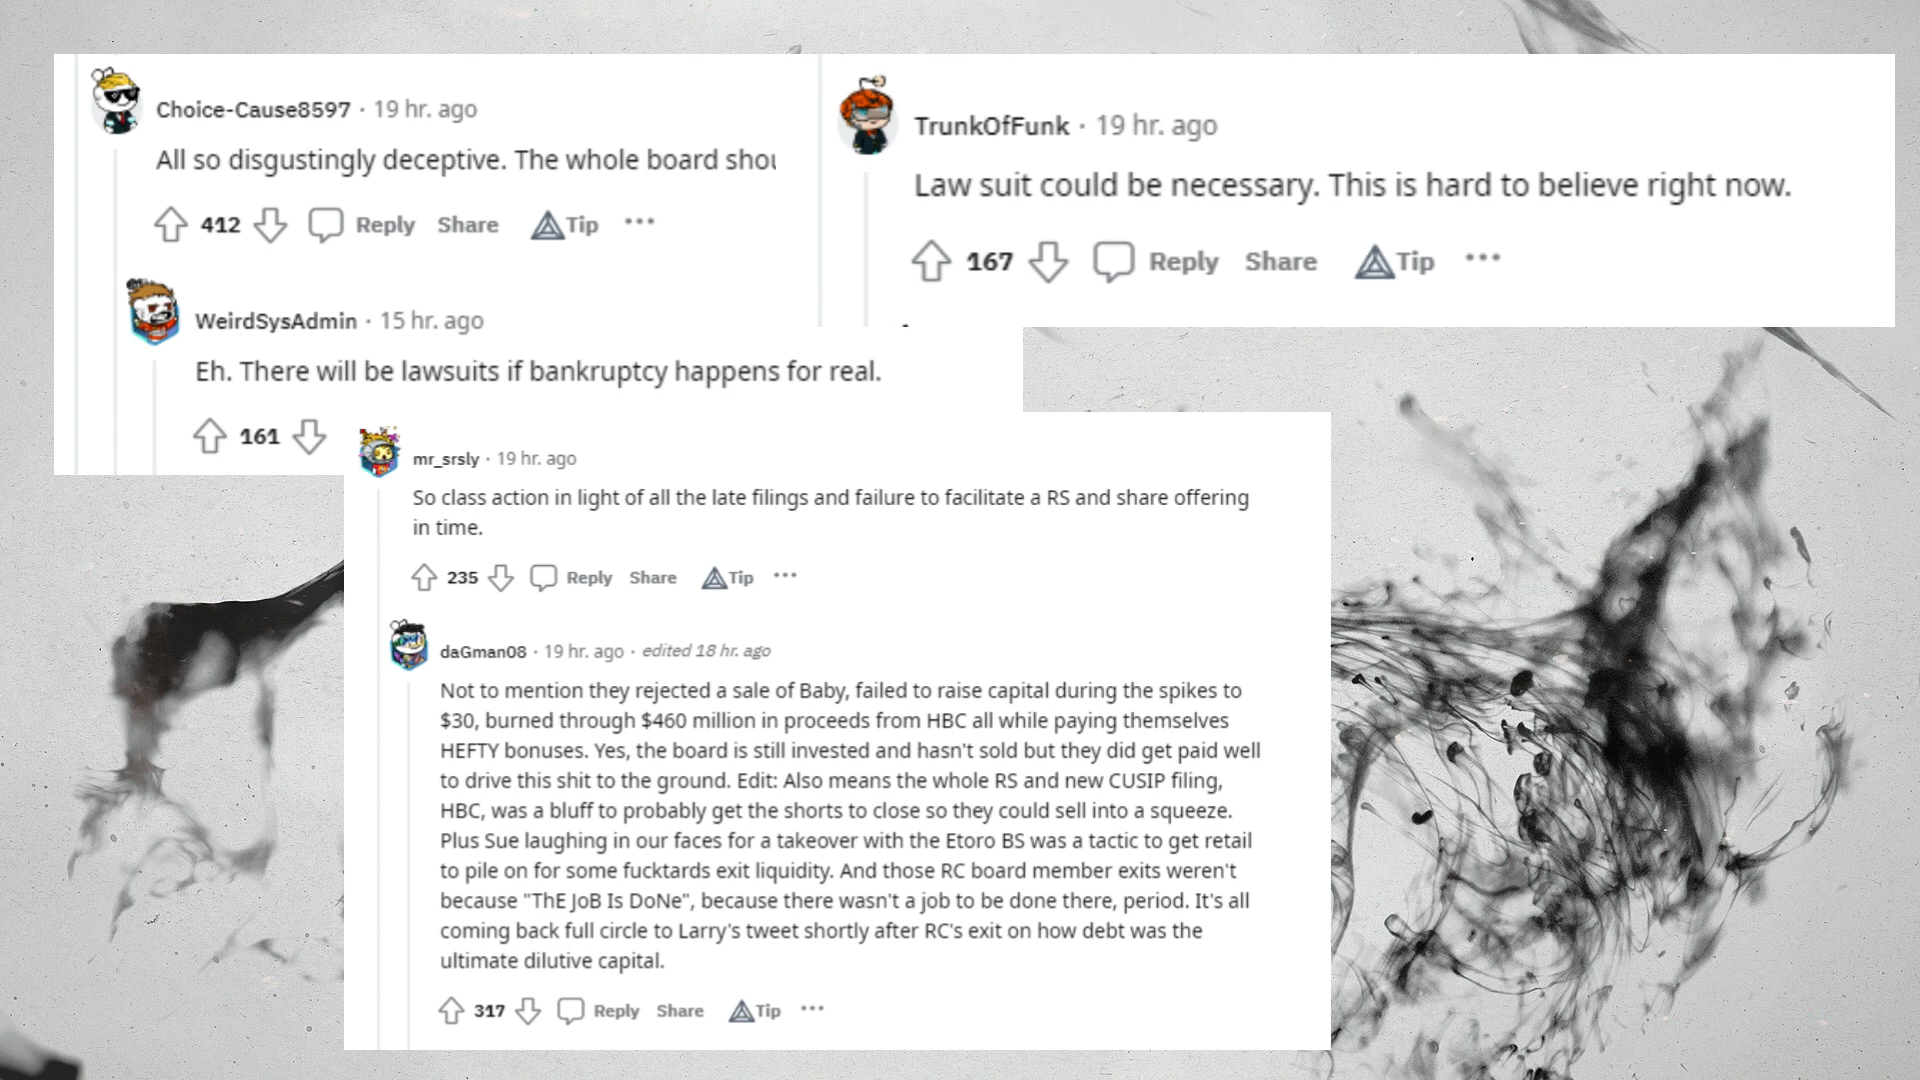 Choice-Cause8597 · 19 hr. ago
All so disgustingly deceptive. The whole board
412 Reply Share Tip ···
WeirdSysAdmin · 15 hr. ago
Eh. There will be lawsuits if bankruptcy happens for real.
161
TrunkOfFunk · 19 hr. ago
Law suit could be necessary. This is hard to believe right now.
167 Reply Share Tip ···
mr_srsly · 19 hr. ago
So class action in light of all the late filings and failure to facilitate a RS and share offering
in time.
235 Reply Share Tip ···
daGman08 · 19 hr. ago · edited 18 hr. ago
Not to mention they rejected a sale of Baby, failed to raise capital during the spikes to
$30, burned through $460 million in proceeds from HBC all while paying themselves
HEFTY bonuses. Yes, the board is still invested and hasn't sold but they did get paid well
to drive this shit to the ground. Edit: Also means the whole RS and new CUSIP filing,
HBC, was a bluff to probably get the shorts to close so they could sell into a squeeze.
Plus Sue laughing in our faces for a takeover with the Etoro BS was a tactic to get retail
to pile on for some fucktards exit liquidity. And those RC board member exits weren't
because "ThE JoB Is DoNe", because there wasn't a job to be done there, period. It's all
coming back full circle to Larry's tweet shortly after RC's exit on how debt was the
ultimate dilutive capital.
317 Reply Share Tip ···